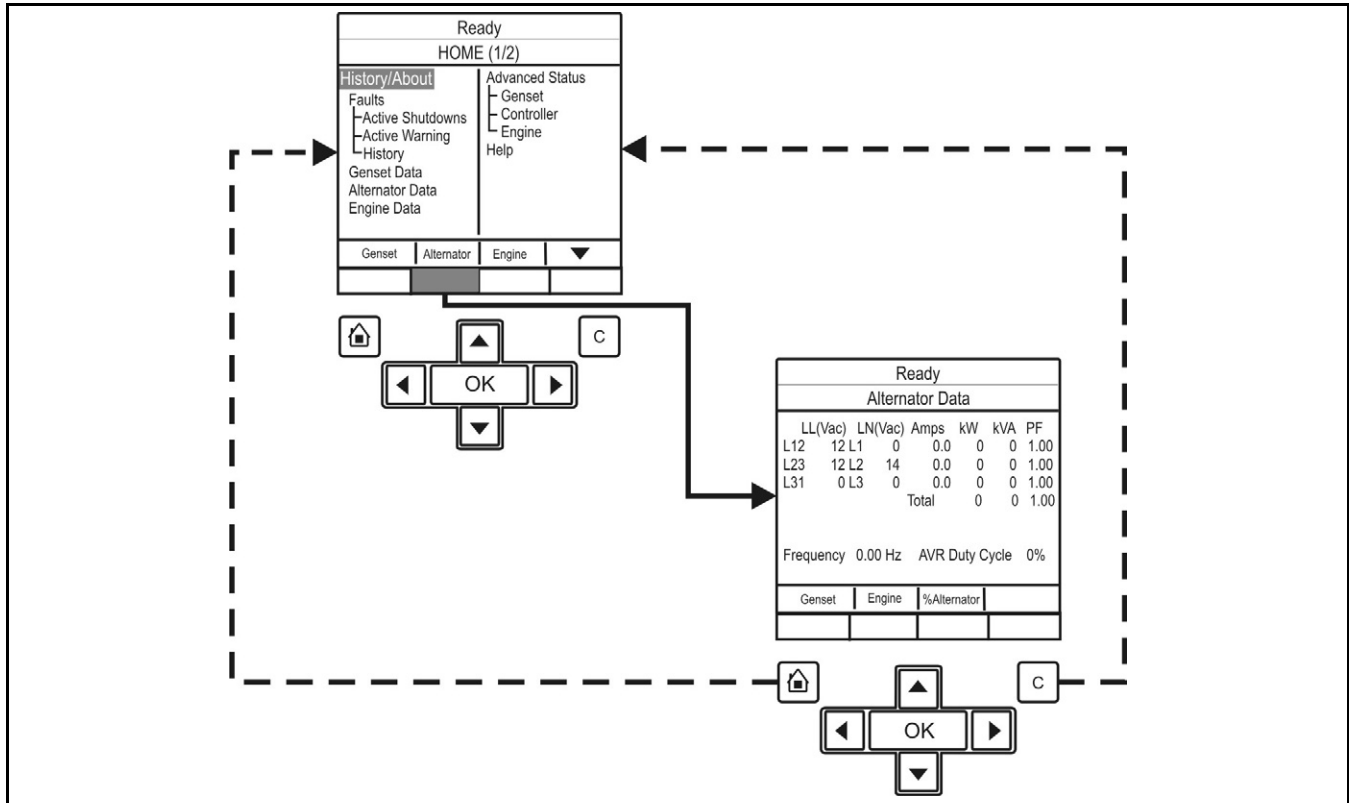 Ready
HOME (1/2)
History/About
Faults
Active Shutdowns
Active Warning
History
Genset Data
Alternator Data
Engine Data
Advanced Status
Genset
Controller
Engine
Help
Genset Alternator Engine
C
OK
Ready
Alternator Data
LL(Vac) LN(Vac) Amps kW kVA PF
L12 12 L1 0 0.0 0 0 1.00
L23 12 L2 14 0.0 0 0 1.00
L31 0 L3 0 0.0 0 0 1.00
Total 0 0 1.00
Frequency 0.00 Hz AVR Duty Cycle 0%
Genset Engine %Alternator
C
OK